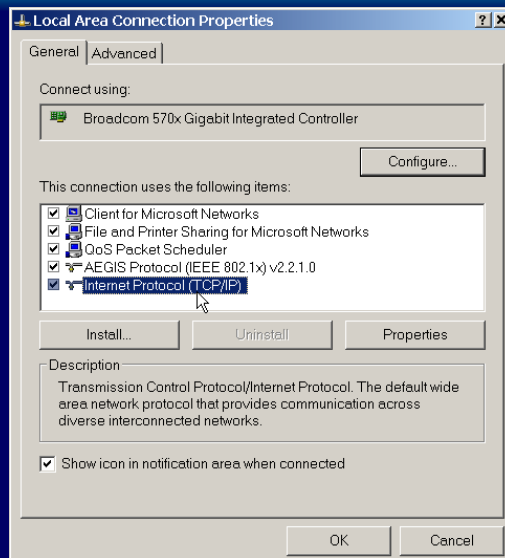 Local Area Connection Properties
General Advanced
Connect using:
Broadcom 570x Gigabit Integrated Controller
Configure...
This connection uses the following items:
Client for Microsoft Networks
File and Printer Sharing for Microsoft Networks
QoS Packet Scheduler
AEGIS Protocol (IEEE 802.1x) v2.2.1.0
Internet Protocol (TCP/IP)
Install... Uninstall Properties
Description
Transmission Control Protocol/Internet Protocol. The default wide
area network protocol that provides communication across
diverse interconnected networks.
Show icon in notification area when connected
OK Cancel